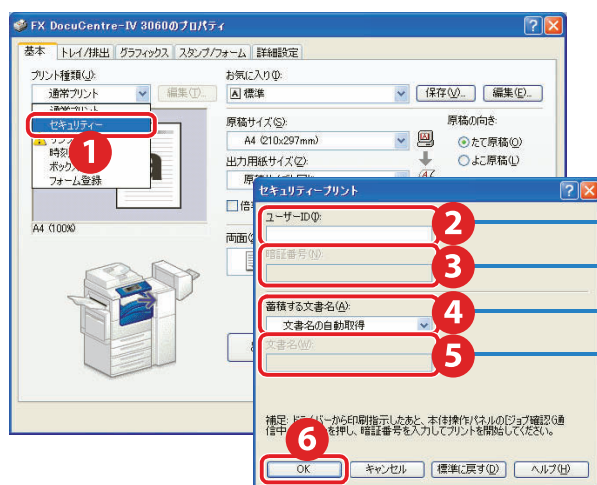 FX DocuCentre-IV 3060のプロパティ
基本 トレイ/排出 グラフィックス スタンプ/フォーム 詳細設定
プリント種類(J):
通常プリント
編集(T)...
通常プリント
セキュリティー
時刻
ボックス
フォーム登録
1
A4 (100%)
お気に入り(I):
標準
保存(V)...
編集(E)...
原稿サイズ(S):
A4 (210x297mm)
出力用紙サイズ(Z):
原稿の向き:
たて原稿(O)
よこ原稿(L)
両面
セキュリティープリント
ユーザーID(I):
2
暗証番号(N):
3
蓄積する文書名(A):
文書名の自動取得
4
文書名(W):
5
補足: ドライバーから印刷指示したあと、本体操作パネルの[ジョブ確認(通
信中 を押し、暗証番号を入力してプリントを開始してください。
6
OK キャンセル 標準に戻す(D) ヘルプ(H)